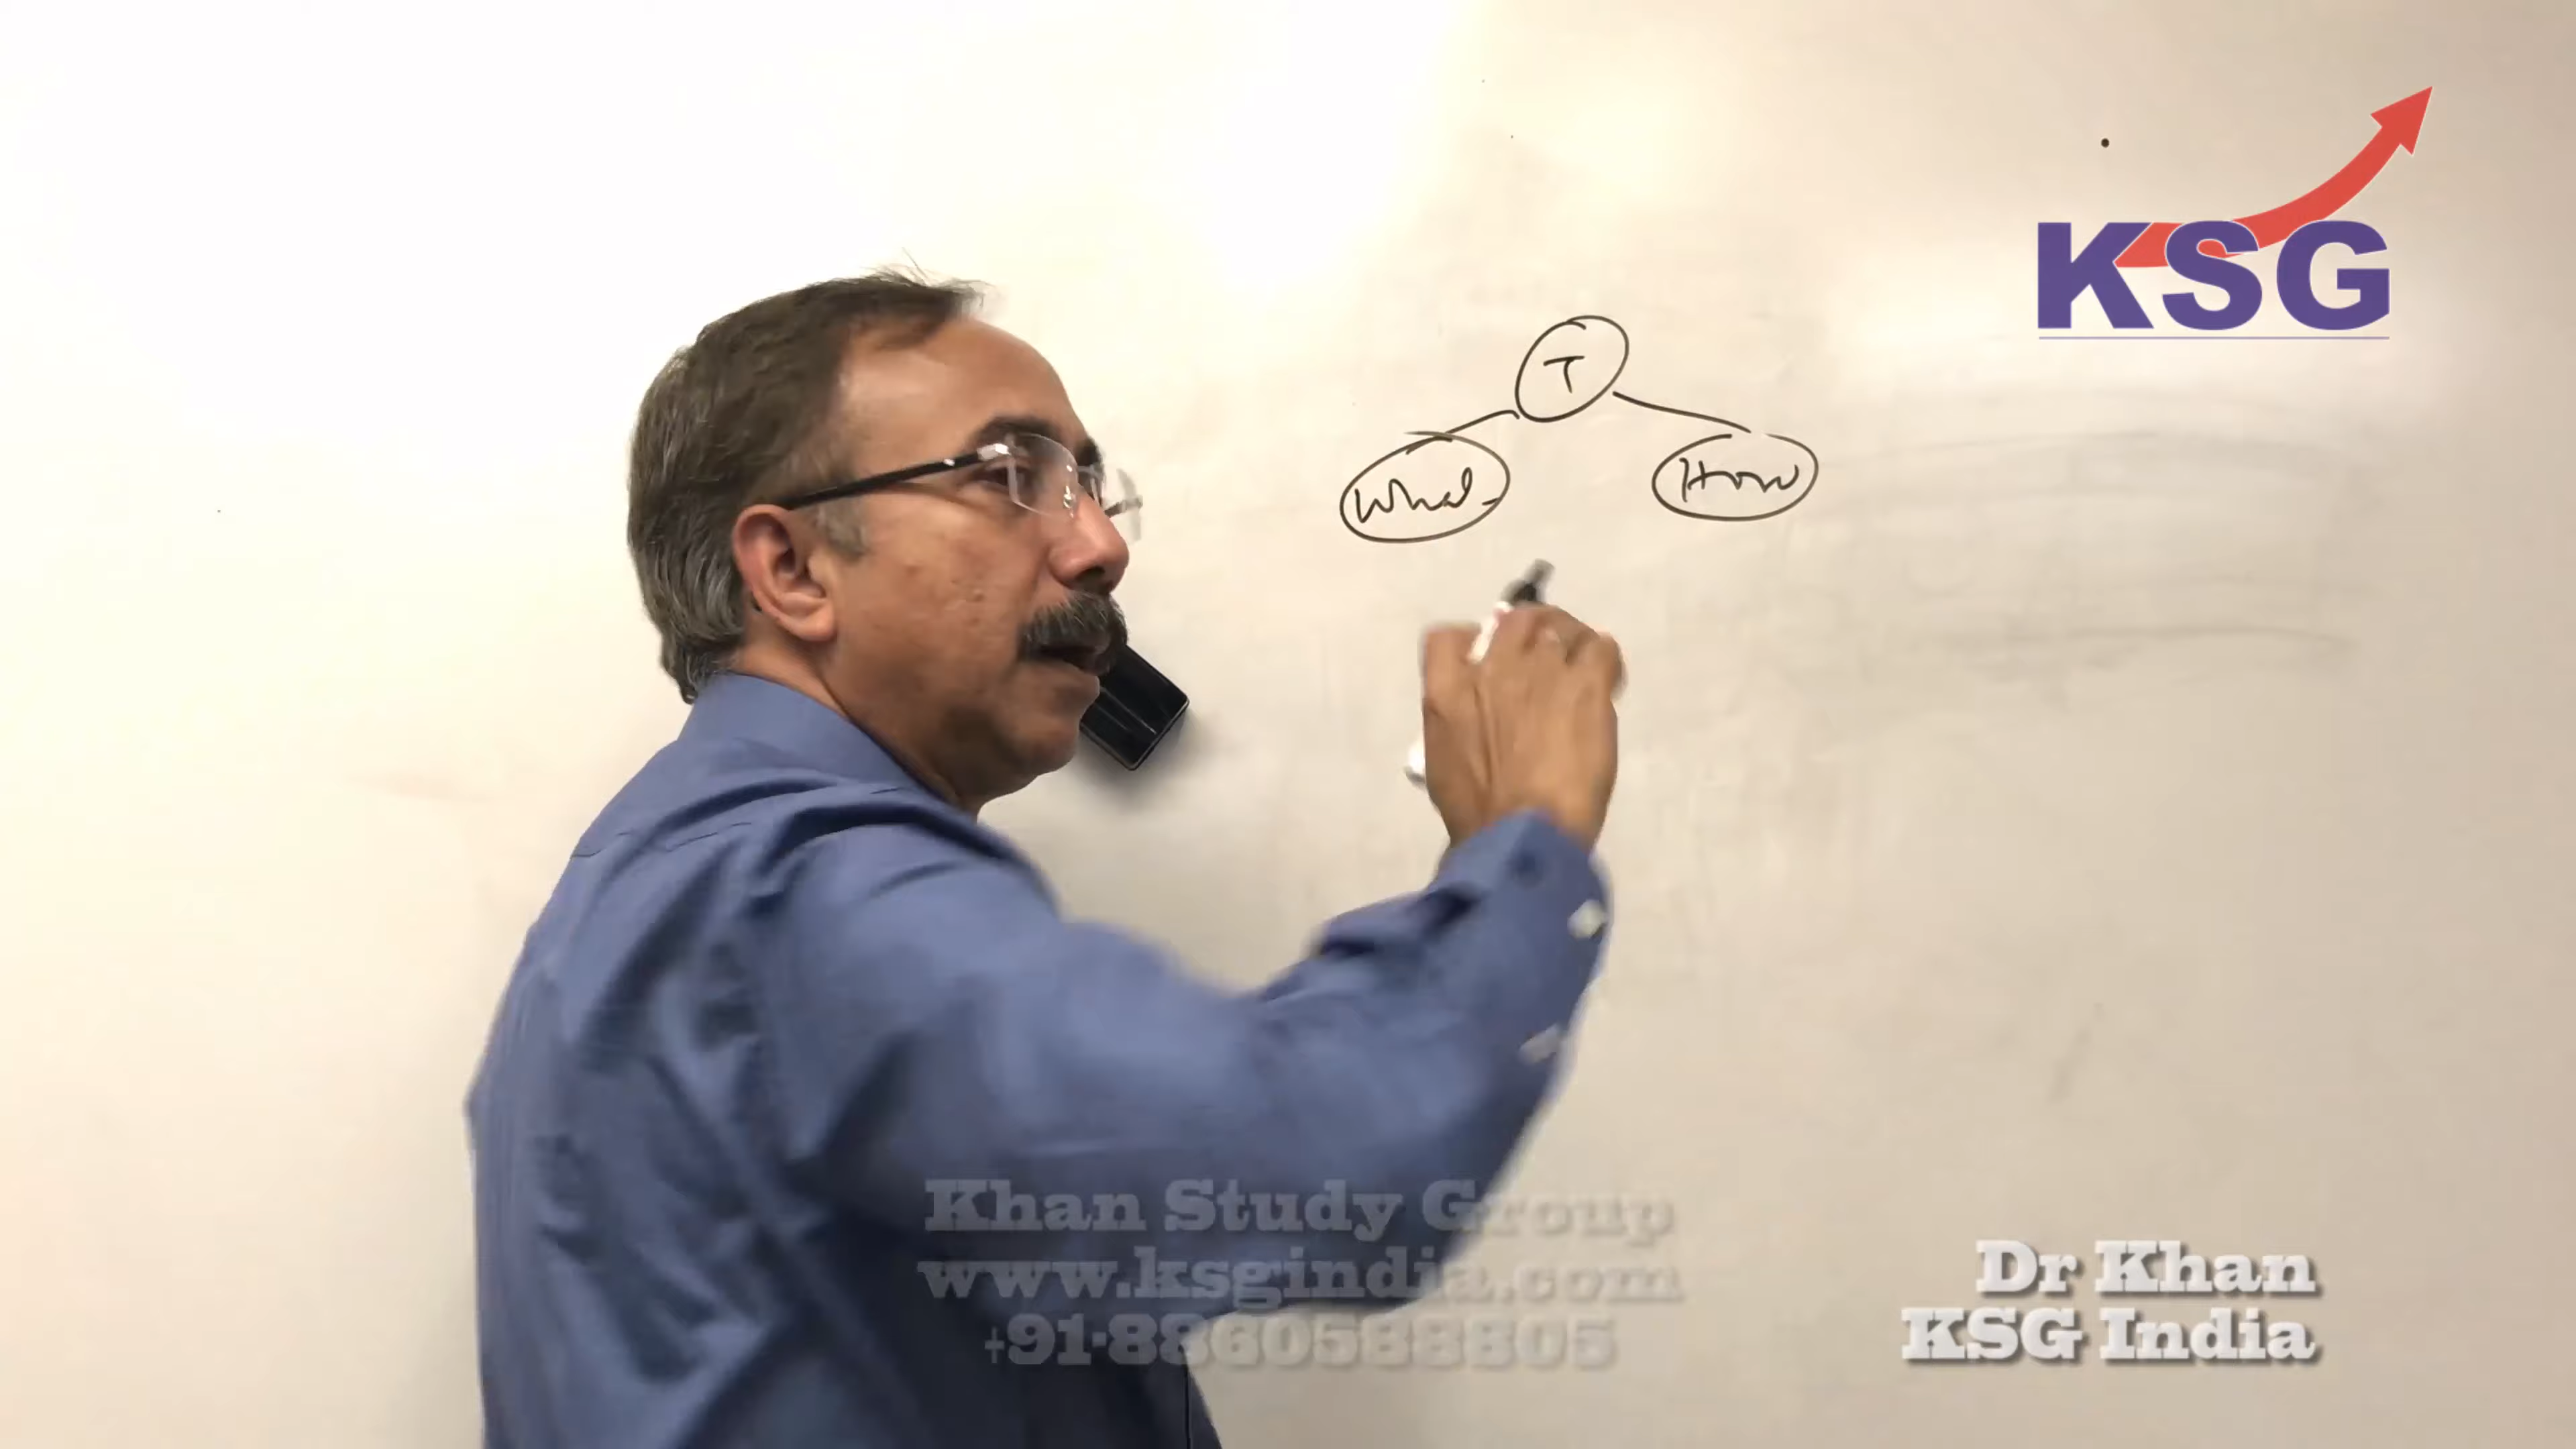 KSG
T
What
How
Khan Study Group
www.ksgindia.com
+91-8860588805
Dr Khan
KSG India